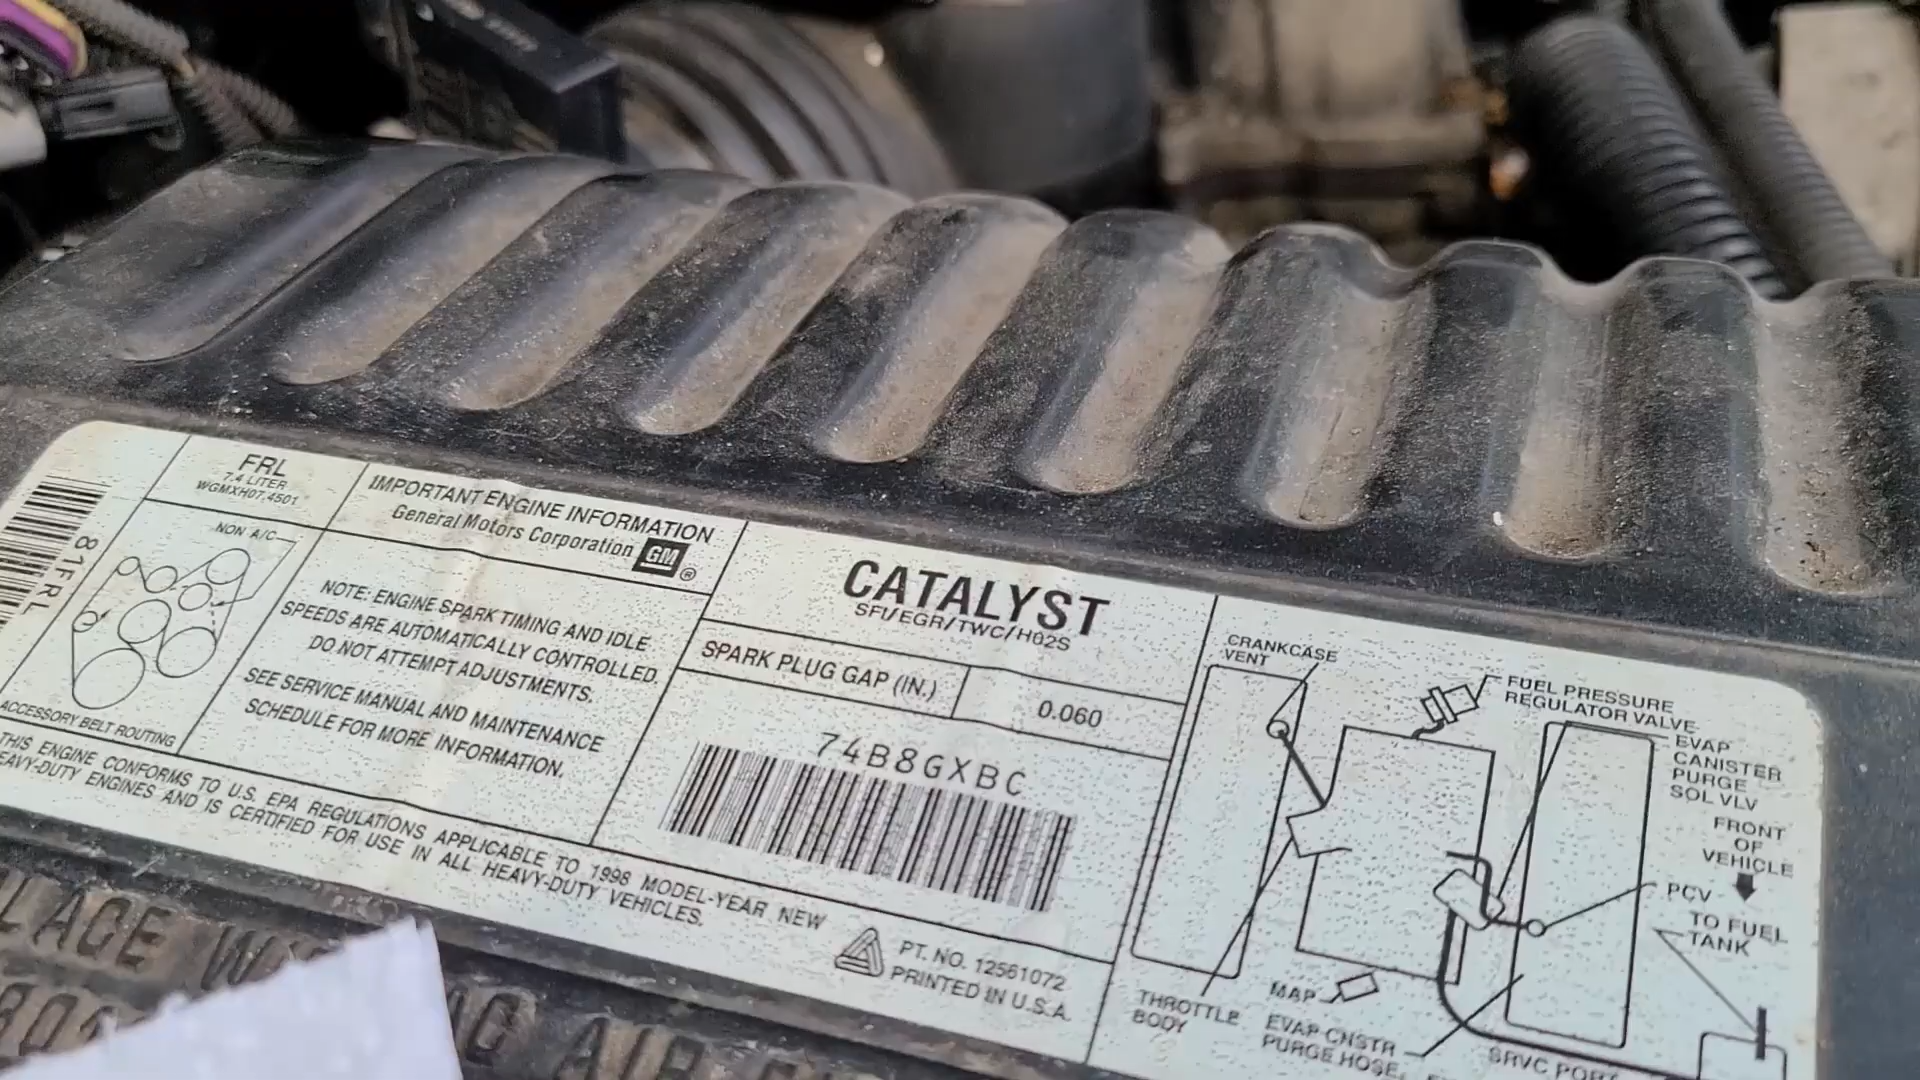 FRL
7.4 LITER
WGMXH07.4501
81FRL
NON A/C
ACCESSORY BELT ROUTING
IMPORTANT ENGINE INFORMATION
General Motors Corporation GM ®
NOTE: ENGINE SPARK TIMING AND IDLE
SPEEDS ARE AUTOMATICALLY CONTROLLED.
DO NOT ATTEMPT ADJUSTMENTS.
SEE SERVICE MANUAL AND MAINTENANCE
SCHEDULE FOR MORE INFORMATION.
CATALYST
SFI/EGR/TWC/HO2S
SPARK PLUG GAP (IN.) 0.060
74B8GXBC
CRANKCASE
VENT
FUEL PRESSURE
REGULATOR VALVE
EVAP
CANISTER
PURGE
SOL VLV
FRONT
OF
VEHICLE
PCV
TO FUEL
TANK
THROTTLE
BODY
MAP
EVAP CNSTR
PURGE HOSE
SRVC PORT
THIS ENGINE CONFORMS TO U.S. EPA REGULATIONS APPLICABLE TO 1998 MODEL-YEAR NEW
HEAVY-DUTY ENGINES AND IS CERTIFIED FOR USE IN ALL HEAVY-DUTY VEHICLES.
PT. NO. 12561072
PRINTED IN U.S.A.
LACE
AIR